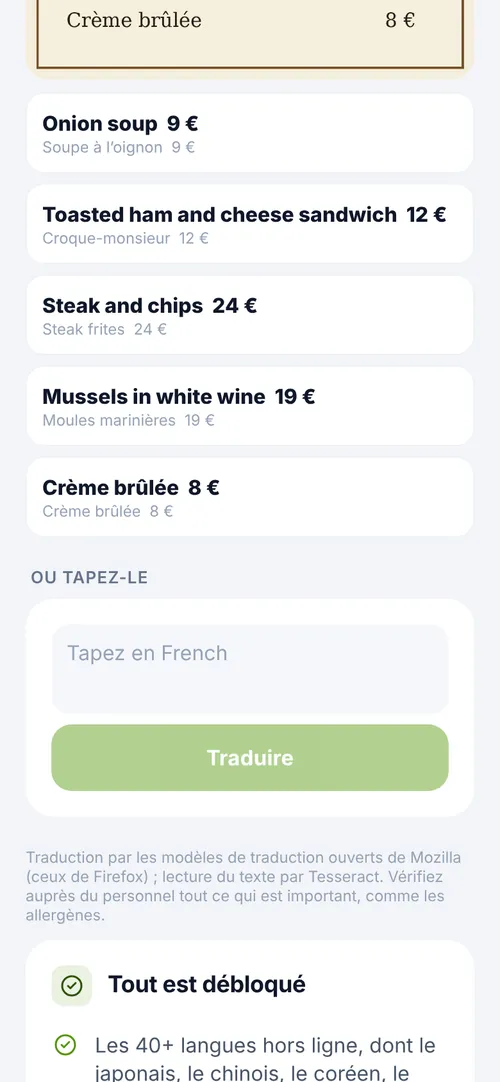 Crème brûlée 8 €
Onion soup 9 €
Soupe à l’oignon 9 €
Toasted ham and cheese sandwich 12 €
Croque-monsieur 12 €
Steak and chips 24 €
Steak frites 24 €
Mussels in white wine 19 €
Moules marinières 19 €
Crème brûlée 8 €
Crème brûlée 8 €
OU TAPEZ-LE
Tapez en French
Traduire
Traduction par les modèles de traduction ouverts de Mozilla
(ceux de Firefox) ; lecture du texte par Tesseract. Vérifiez
auprès du personnel tout ce qui est important, comme les
allergènes.
Tout est débloqué
Les 40+ langues hors ligne, dont le
japonais, le chinois, le coréen, le